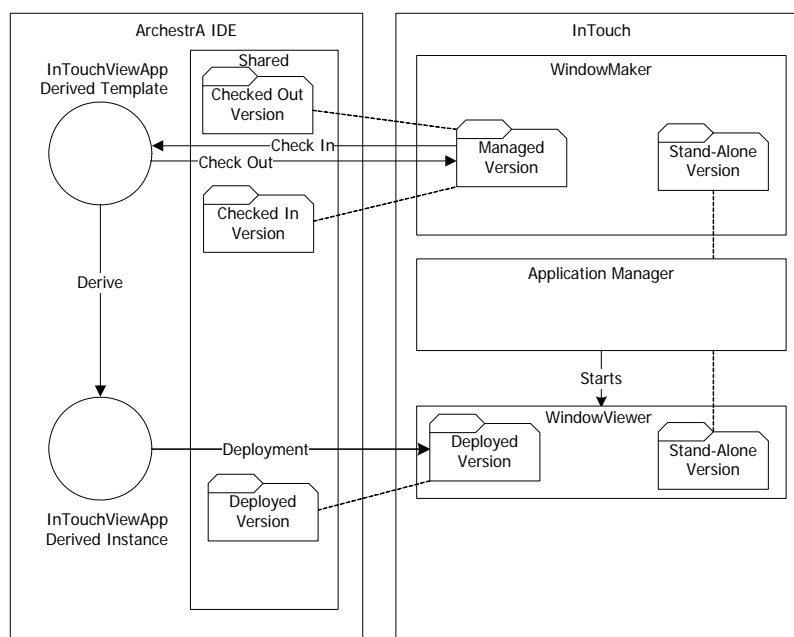 ArchestrA IDE
InTouch
InTouchViewApp
Derived Template
Shared
Checked Out
Version
WindowMaker
Managed
Version
Stand-Alone
Version
Check In
Check Out
Checked In
Version
Derive
Application Manager
Starts
WindowViewer
Deployment
Deployed
Version
Stand-Alone
Version
Deployed
Version
InTouchViewApp
Derived Instance